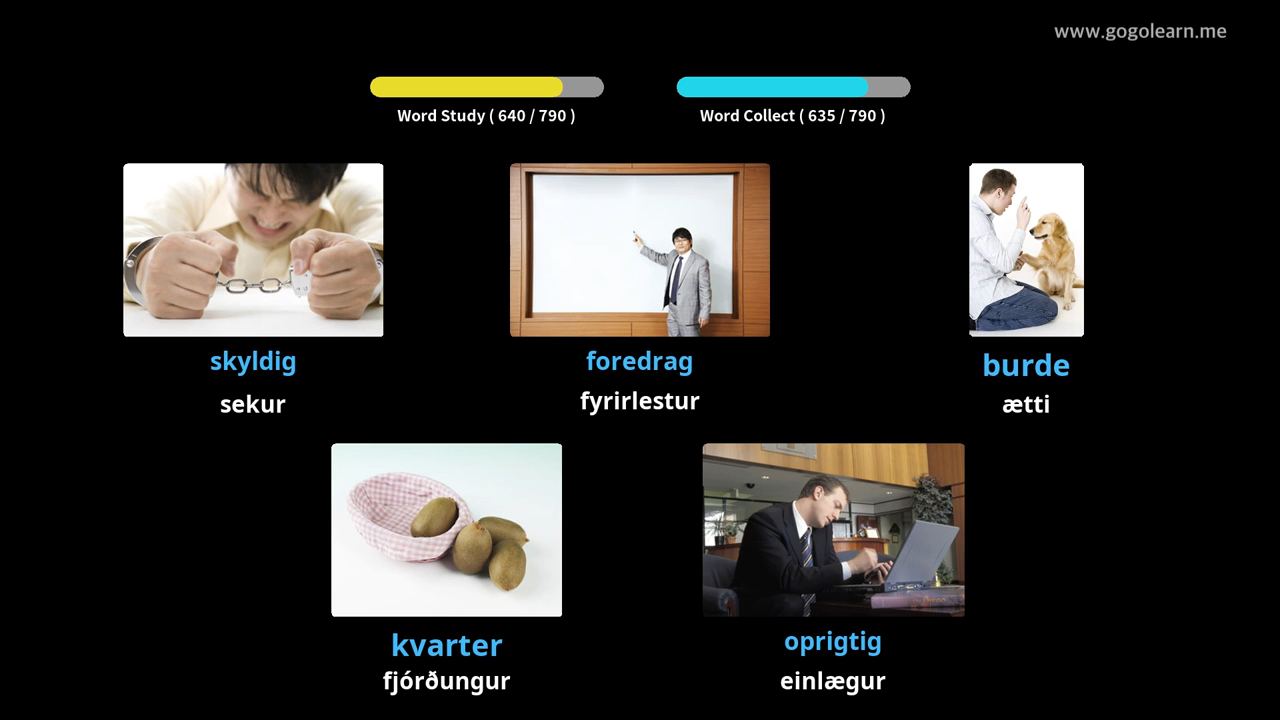 www.gogolearn.me
Word Study ( 640 / 790 )
Word Collect ( 635 / 790 )
skyldig
sekur
foredrag
fyrirlestur
burde
ætti
kvarter
fjórðungur
oprigtig
einlægur